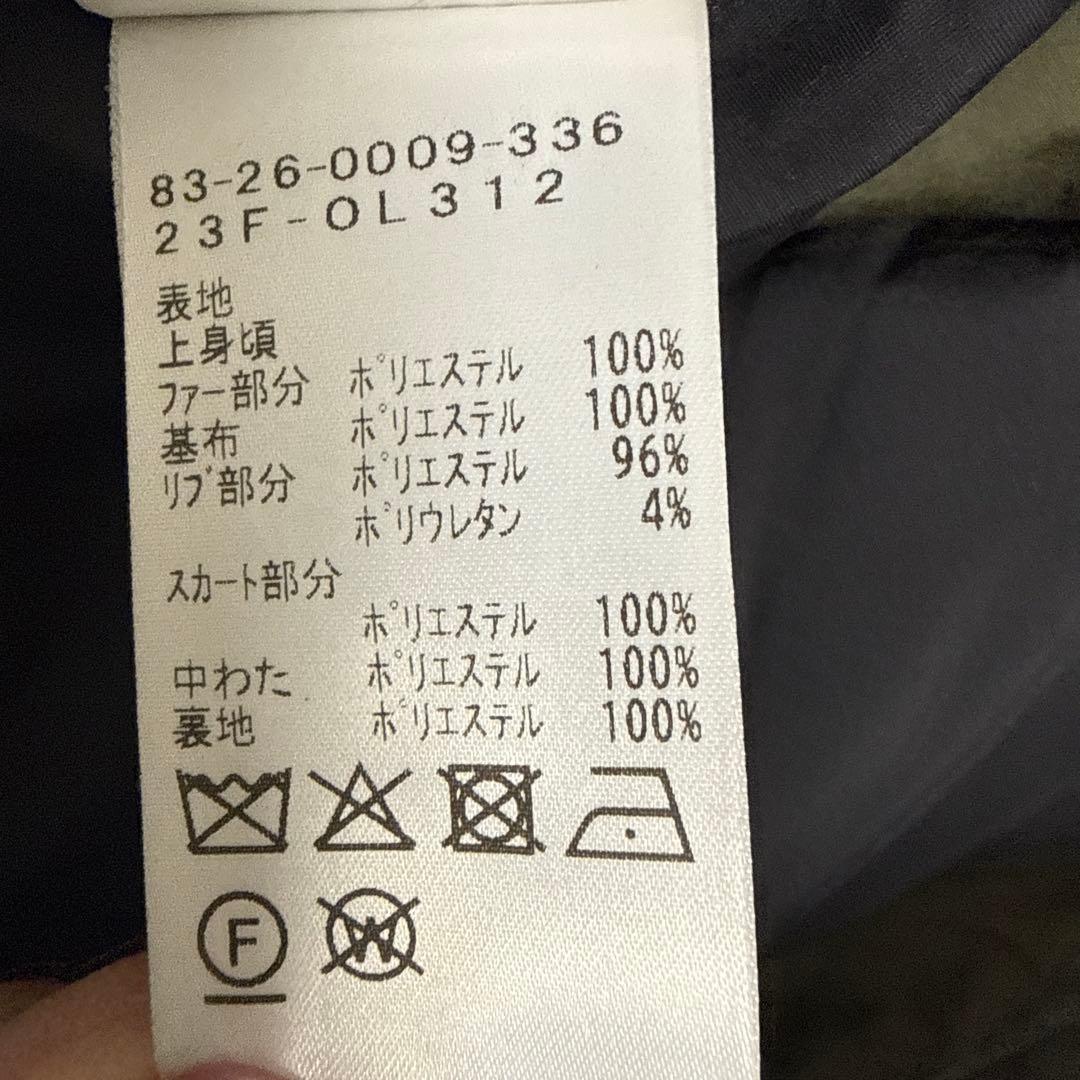 83-26-0009-336
23F-OL312
表地
上身頃
ファー部分 ポリエステル 100%
基布 ポリエステル 100%
リブ部分 ポリエステル 96%
ポリウレタン 4%
スカート部分
ポリエステル 100%
中わた ポリエステル 100%
裏地 ポリエステル 100%
F W